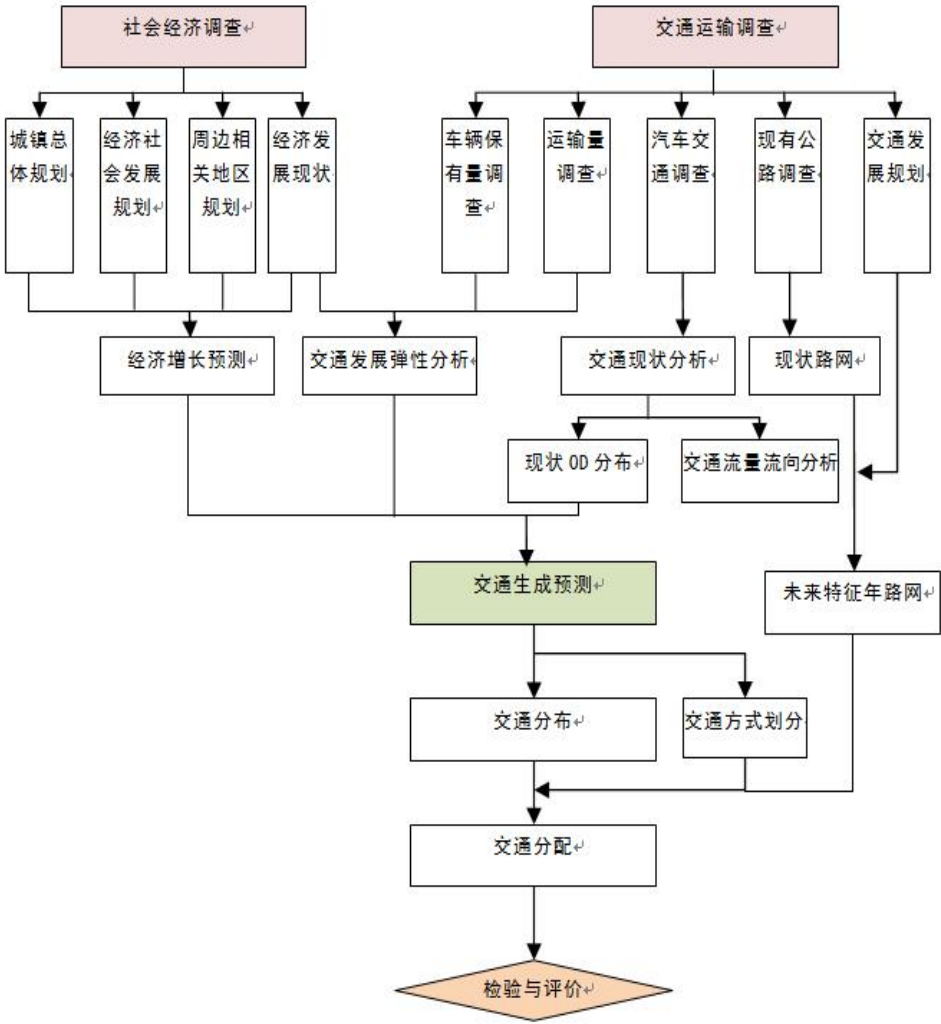 社会经济调查
交通运输调查
城镇总
体规划
经济社
会发展
规划
周边相
关地区
规划
经济发
展现状
车辆保
有量调
查
运输量
调查
汽车交
通调查
现有公
路调查
交通发
展规划
经济增长预测
交通发展弹性分析
交通现状分析
现状路网
现状 OD 分布
交通流量流向分析
交通生成预测
未来特征年路网
交通分布
交通方式划分
交通分配
检验与评价